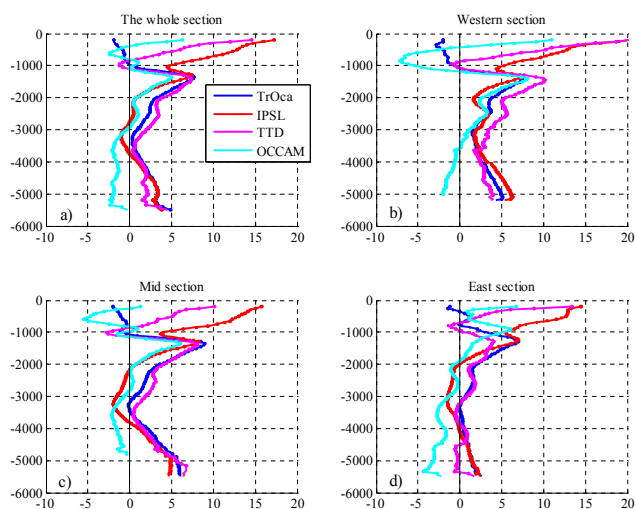 The whole section
Western section
0
-1000
-2000
-3000
-4000
-5000
-6000
-10 -5 0 5 10 15 20
a)
TrOca
IPSL
TTD
OCCAM
0
-1000
-2000
-3000
-4000
-5000
-6000
-10 -5 0 5 10 15 20
b)
Mid section
East section
0
-1000
-2000
-3000
-4000
-5000
-6000
-10 -5 0 5 10 15 20
c)
0
-1000
-2000
-3000
-4000
-5000
-6000
-10 -5 0 5 10 15 20
d)